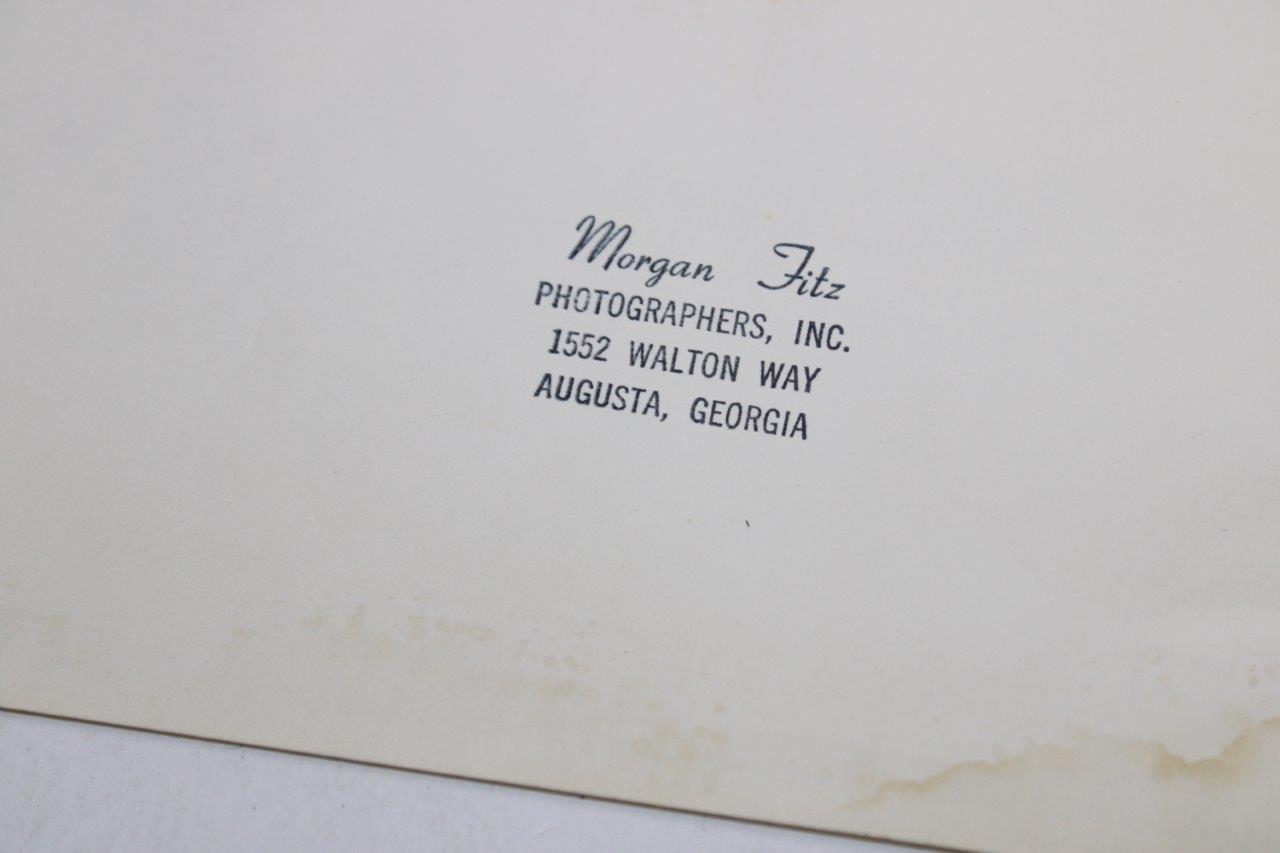 Morgan Fitz
PHOTOGRAPHERS, INC.
1552 WALTON WAY
AUGUSTA, GEORGIA